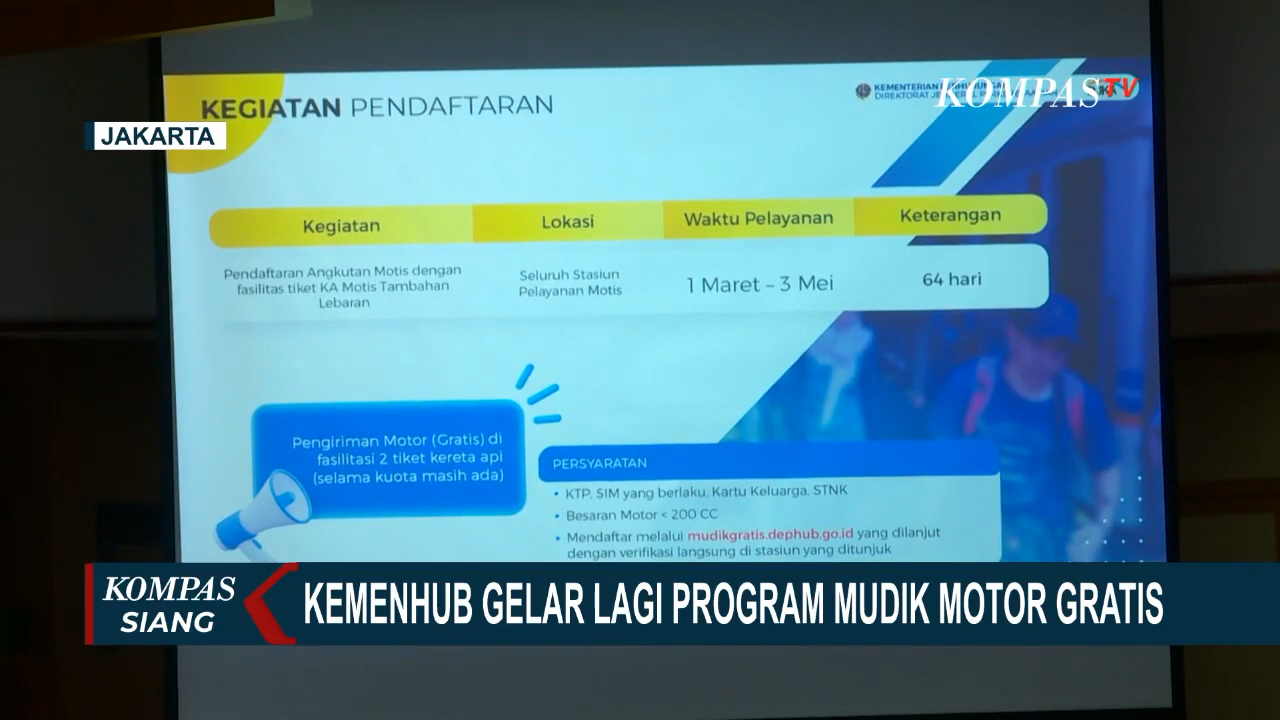 KEGIATAN PENDAFTARAN
KOMPAS TV
JAKARTA
Kegiatan
Lokasi
Waktu Pelayanan
Keterangan
Pendaftaran Angkutan Motis dengan
fasilitas tiket KA Motis Tambahan
Lebaran
Seluruh Stasiun
Pelayanan Motis
1 Maret – 3 Mei
64 hari
Pengiriman Motor (Gratis) di
fasilitasi 2 tiket kereta api
(selama kuota masih ada)
PERSYARATAN
• KTP, SIM yang berlaku, Kartu Keluarga, STNK
• Besaran Motor < 200 CC
• Mendaftar melalui mudikgratis.dephub.go.id yang dilanjut
dengan verifikasi langsung di stasiun yang ditunjuk
KOMPAS
SIANG
KEMENHUB GELAR LAGI PROGRAM MUDIK MOTOR GRATIS